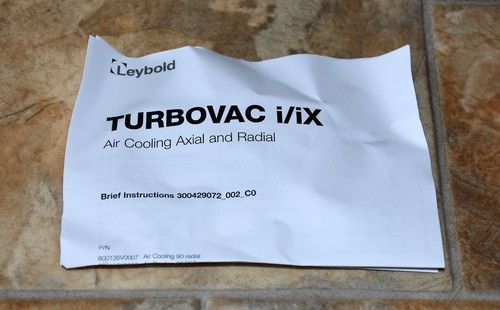 Leybold
TURBOVAC i/iX
Air Cooling Axial and Radial
Brief Instructions 300429072_002_C0
P/N
800136V0007 Air Cooling 90 radial